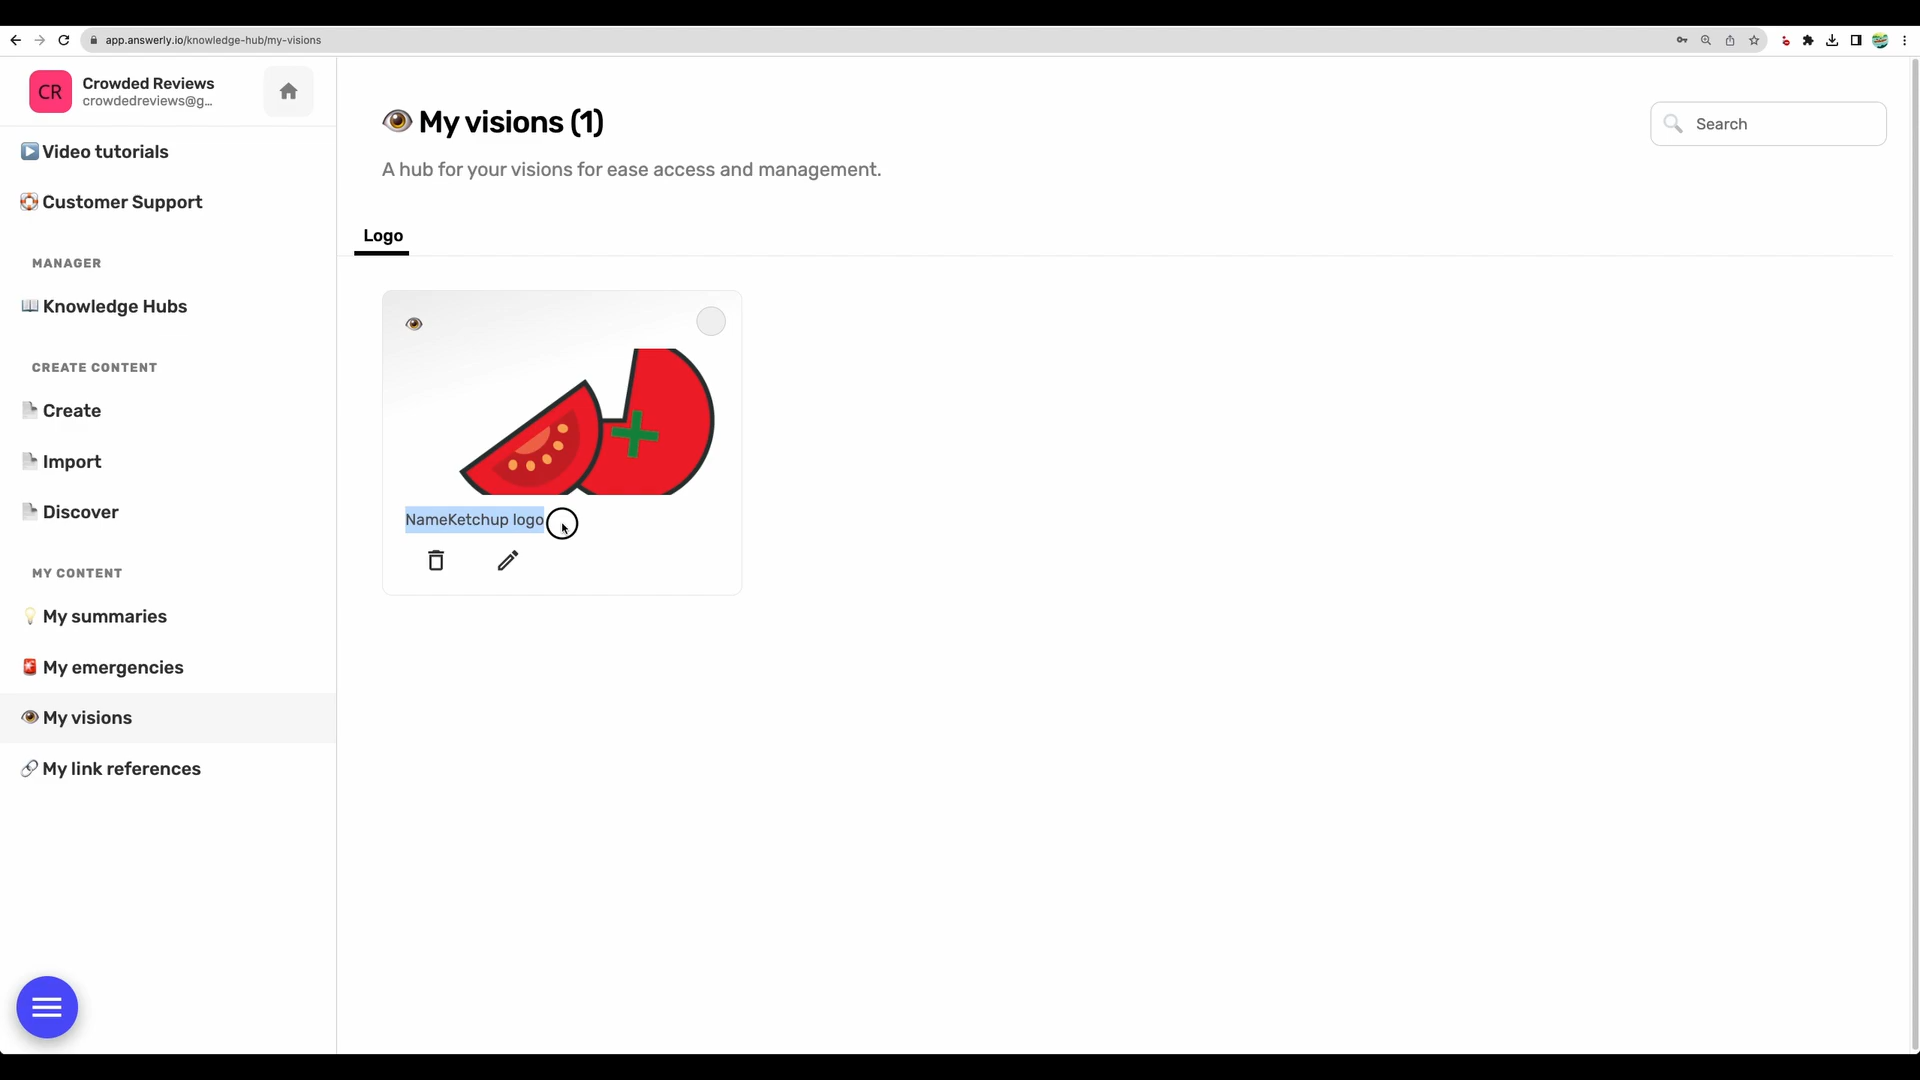 app.answerly.io/knowledge-hub/my-visions
CR
Crowded Reviews
crowdedreviews@g...
Video tutorials
Customer Support
MANAGER
Knowledge Hubs
CREATE CONTENT
Create
Import
Discover
MY CONTENT
My summaries
My emergencies
My visions
My link references
My visions (1)
A hub for your visions for ease access and management.
Search
Logo
NameKetchup logo